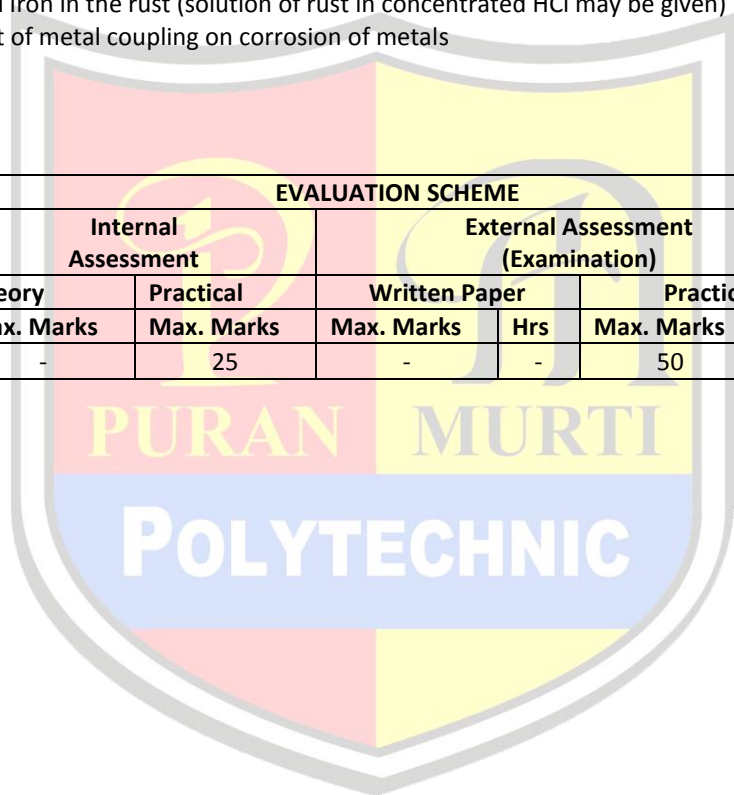 Iron in the rust (solution of rust in concentrated HCl may be given)
of metal coupling on corrosion of metals
EVALUATION SCHEME
Internal Assessment
External Assessment (Examination)
Practical
Written Paper
Max. Marks
Max. Marks
Hrs
Max. Marks
-
25
-
-
50
PURAN MURTI
POLYTECHNIC